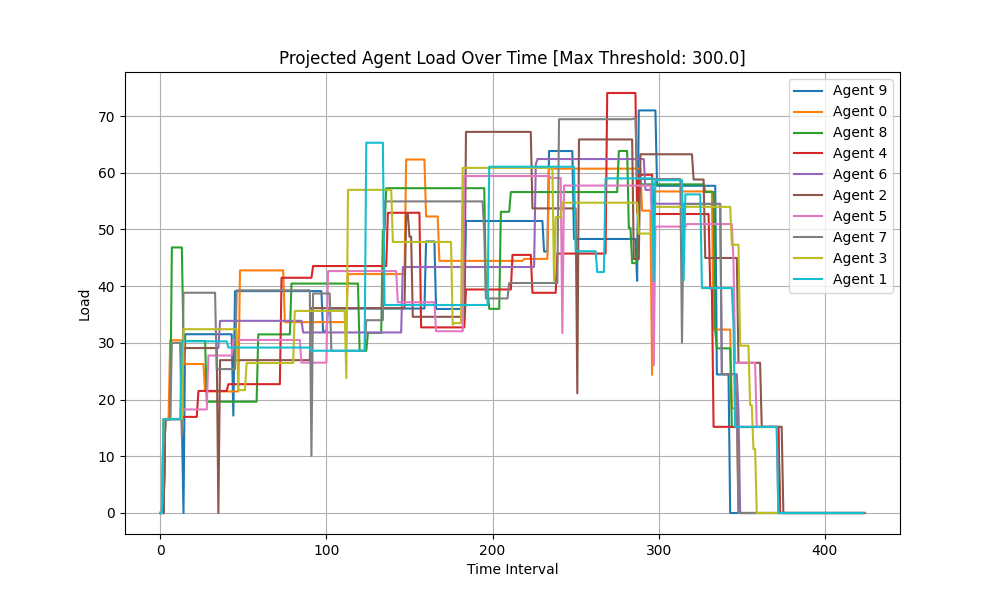 Projected Agent Load Over Time [Max Threshold: 300.0]
Load
70
60
50
40
30
20
10
0
0 100 200 300 400
Time Interval
Agent 9
Agent 0
Agent 8
Agent 4
Agent 6
Agent 2
Agent 5
Agent 7
Agent 3
Agent 1